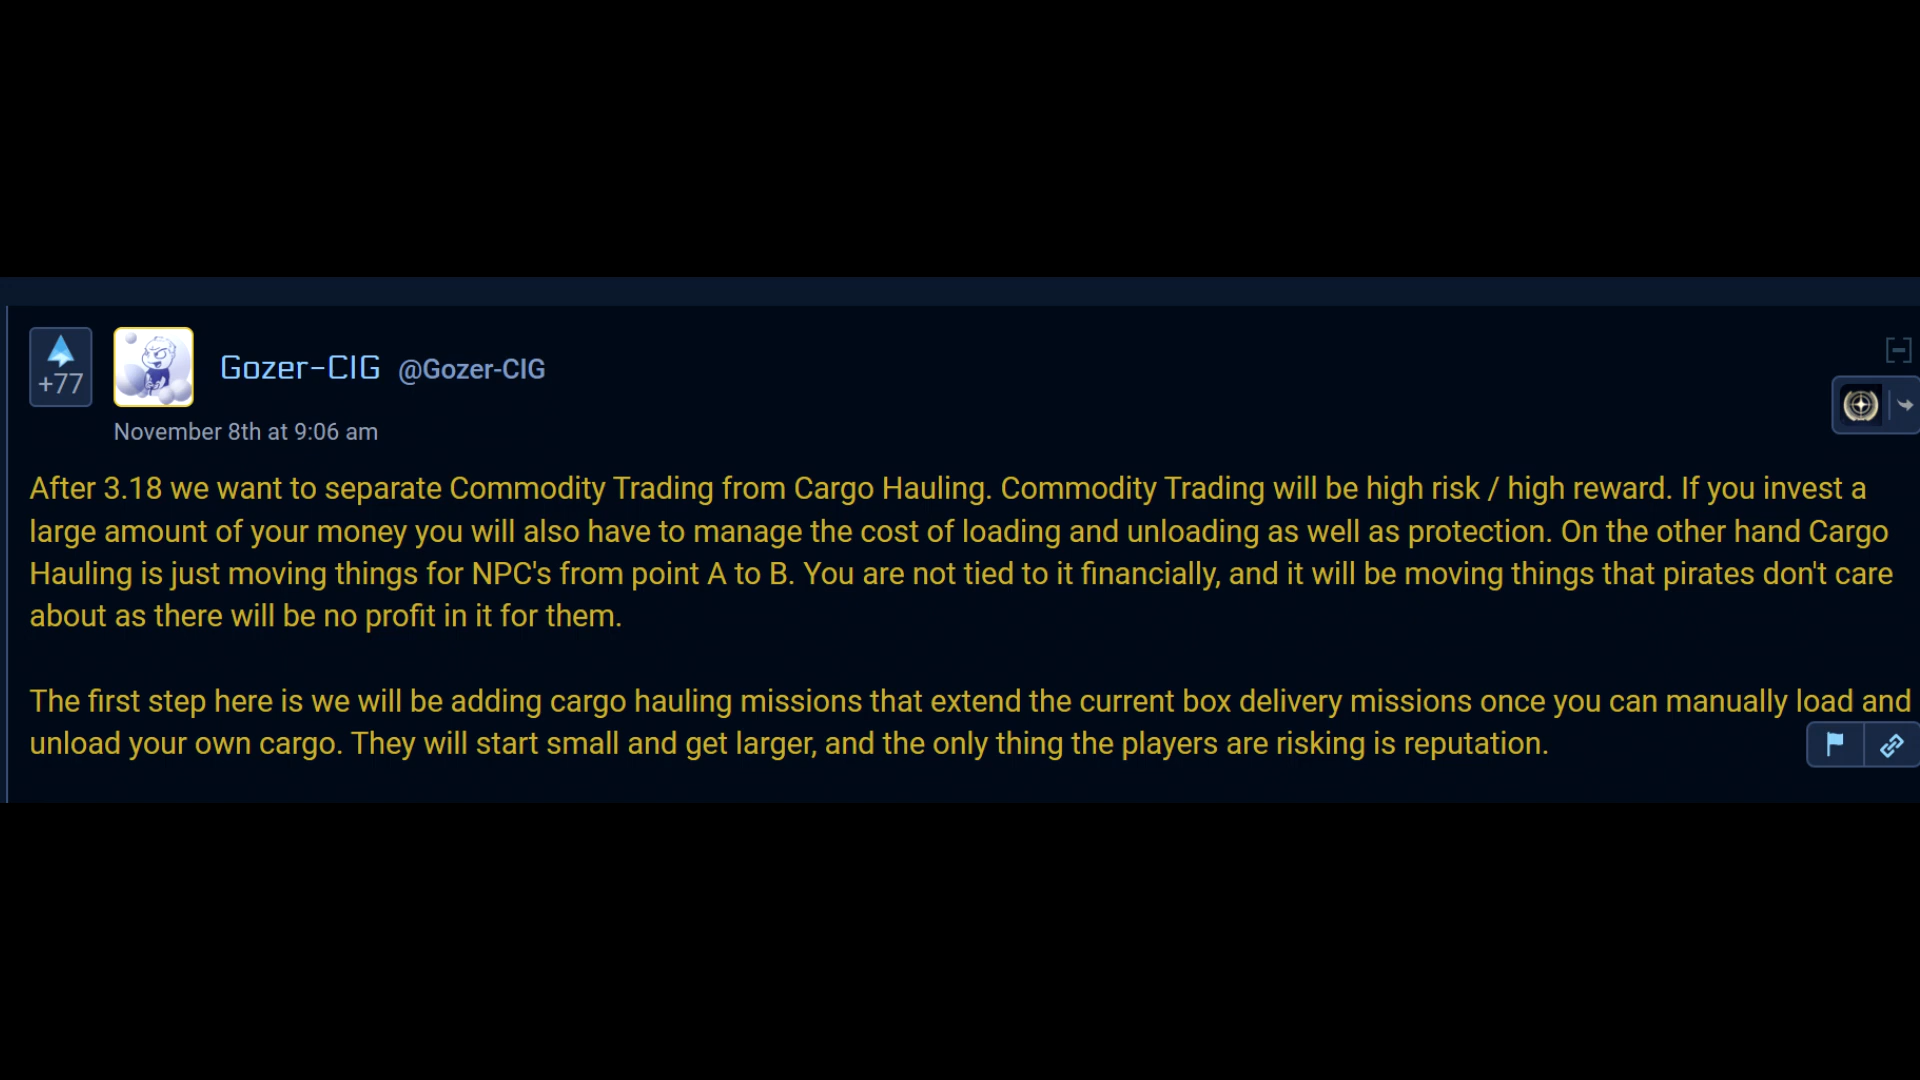 +77
Gozer-CIG @Gozer-CIG
November 8th at 9:06 am
After 3.18 we want to separate Commodity Trading from Cargo Hauling. Commodity Trading will be high risk / high reward. If you invest a
large amount of your money you will also have to manage the cost of loading and unloading as well as protection. On the other hand Cargo
Hauling is just moving things for NPC's from point A to B. You are not tied to it financially, and it will be moving things that pirates don't care
about as there will be no profit in it for them.
The first step here is we will be adding cargo hauling missions that extend the current box delivery missions once you can manually load and
unload your own cargo. They will start small and get larger, and the only thing the players are risking is reputation.